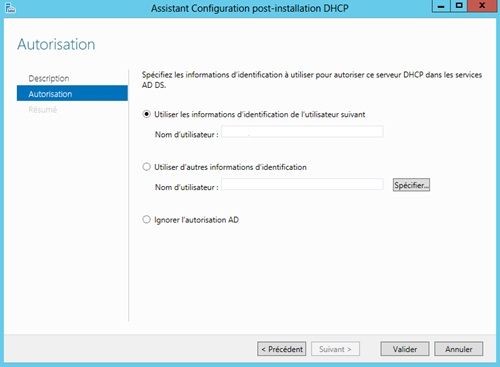 Assistant Configuration post-installation DHCP
Autorisation
Description
Autorisation
Résumé
Spécifiez les informations d'identification à utiliser pour autoriser ce serveur DHCP dans les services
AD DS.
Utiliser les informations d'identification de l'utilisateur suivant
Nom d'utilisateur :
Utiliser d'autres informations d'identification
Nom d'utilisateur :
Spécifier...
Ignorer l'autorisation AD
< Précédent
Suivant >
Valider
Annuler